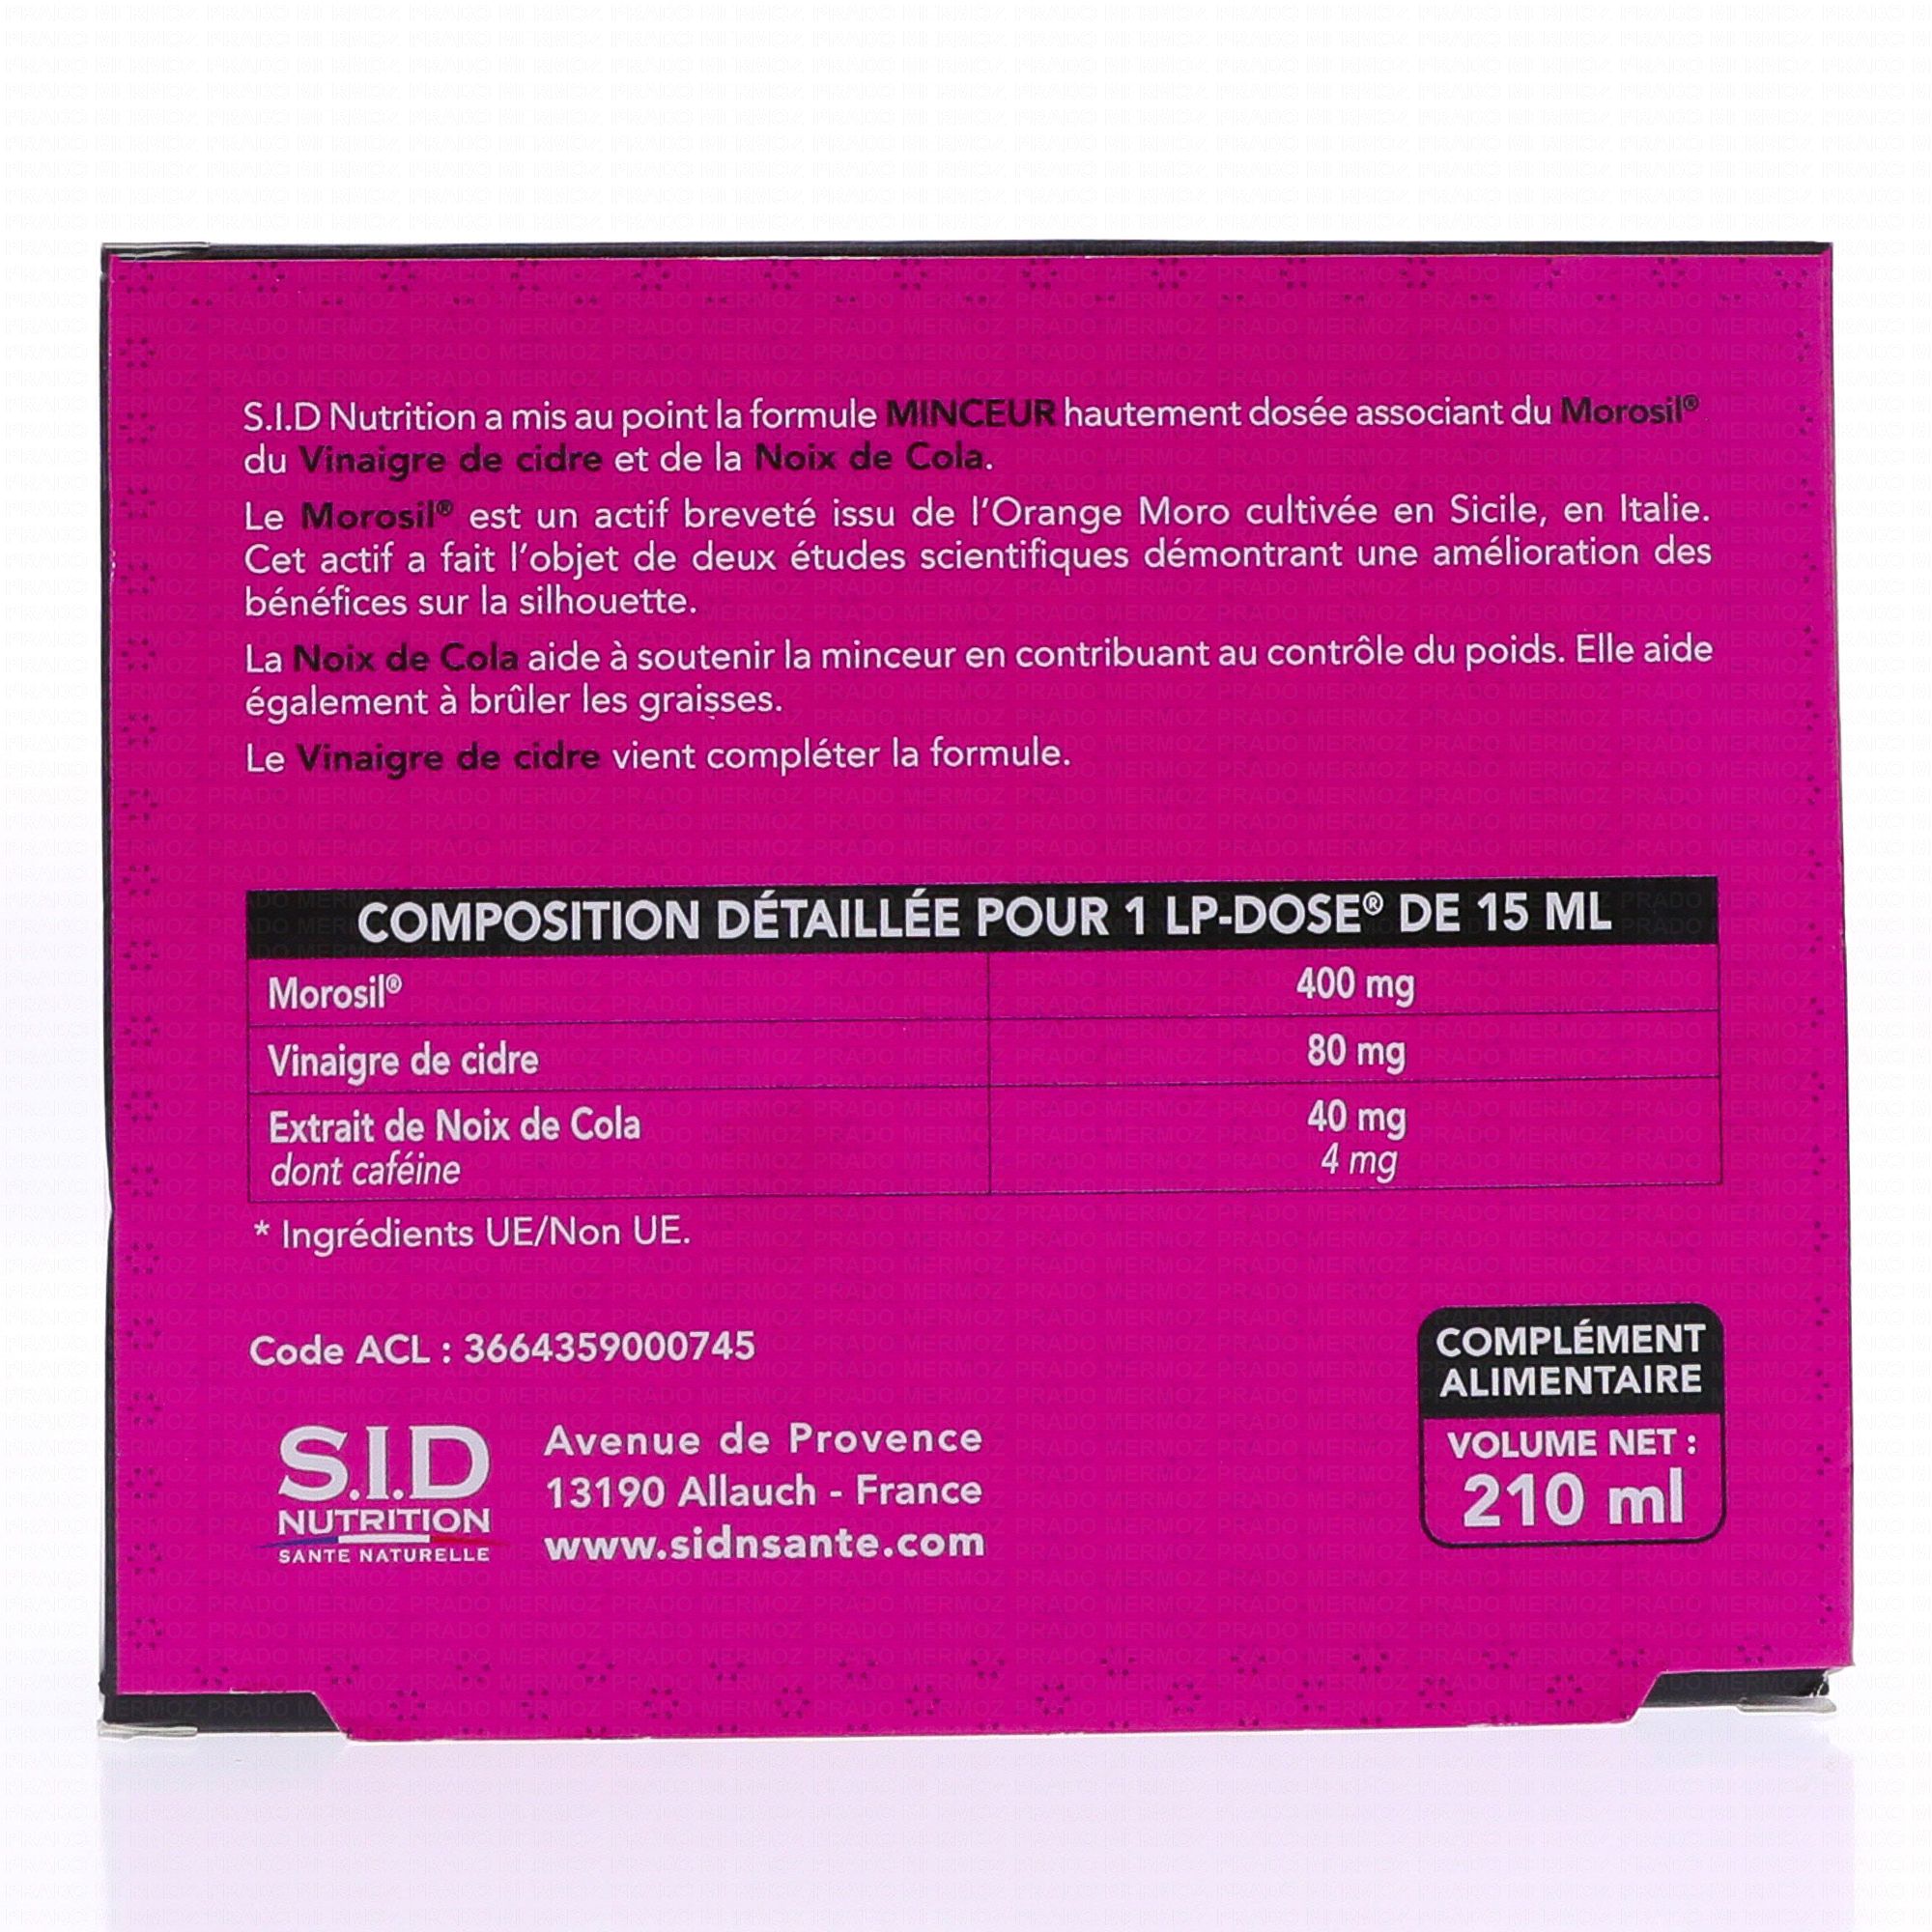 S.I.D Nutrition a mis au point la formule MINCEUR hautement dosée associant du Morosil®
du Vinaigre de cidre et de la Noix de Cola.
Le Morosil® est un actif breveté issu de l'Orange Moro cultivée en Sicile, en Italie.
Cet actif a fait l'objet de deux études scientifiques démontrant une amélioration des
bénéfices sur la silhouette.
La Noix de Cola aide à soutenir la minceur en contribuant au contrôle du poids. Elle aide
également à brûler les graisses.
Le Vinaigre de cidre vient compléter la formule.
COMPOSITION DÉTAILLÉE POUR 1 LP-DOSE® DE 15 ML
Morosil® 400 mg
Vinaigre de cidre 80 mg
Extrait de Noix de Cola 40 mg
dont caféine 4 mg
* Ingrédients UE/Non UE.
Code ACL : 3664359000745
S.I.D
NUTRITION
SANTE NATURELLE
Avenue de Provence
13190 Allauch - France
www.sidnsante.com
COMPLÉMENT
ALIMENTAIRE
VOLUME NET :
210 ml
PRADO MERMOZ